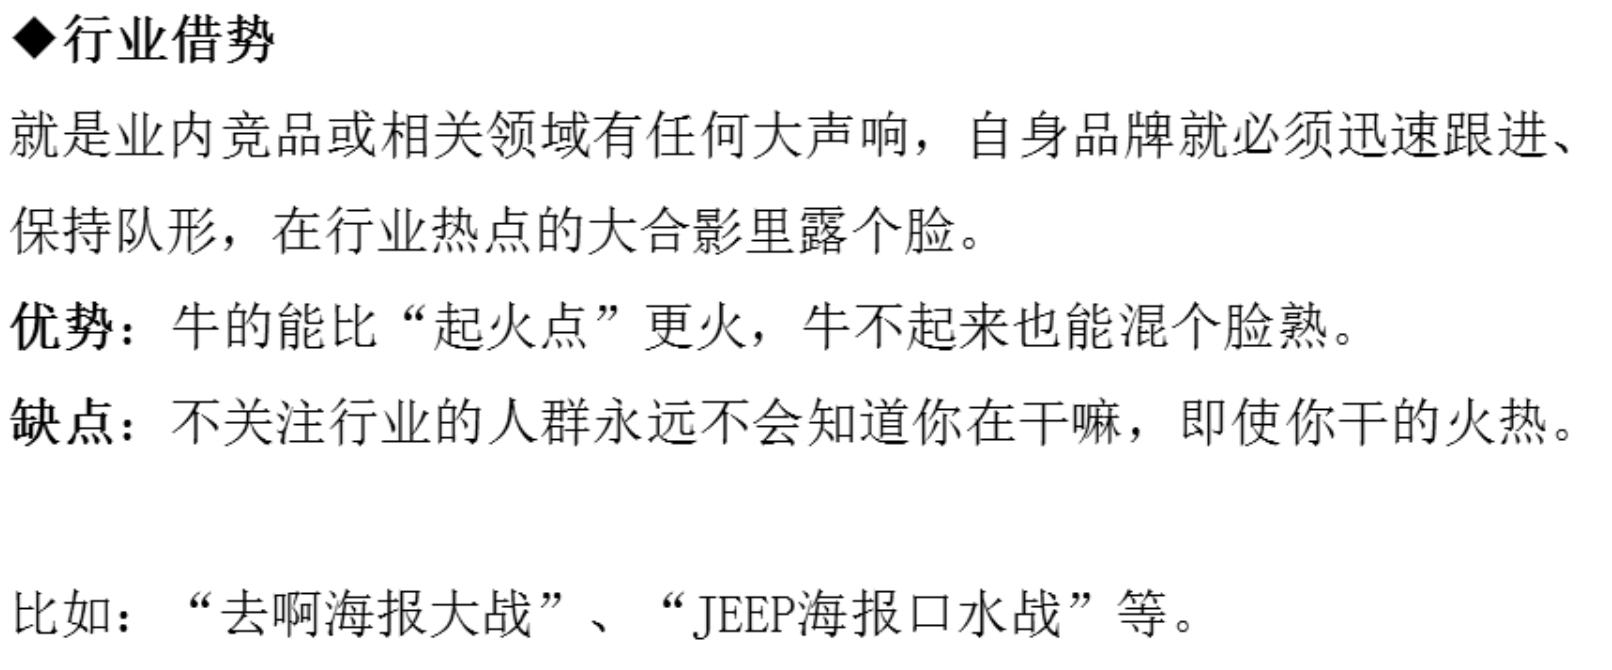 ◆行业借势
就是业内竞品或相关领域有任何大声响，自身品牌就必须迅速跟进、
保持队形，在行业热点的大合影里露个脸。
优势：牛的能比“起火点”更火，牛不起来也能混个脸熟。
缺点：不关注行业的人群永远不会知道你在干嘛，即使你干的火热。
比如：“去啊海报大战”、“JEEP海报口水战”等。